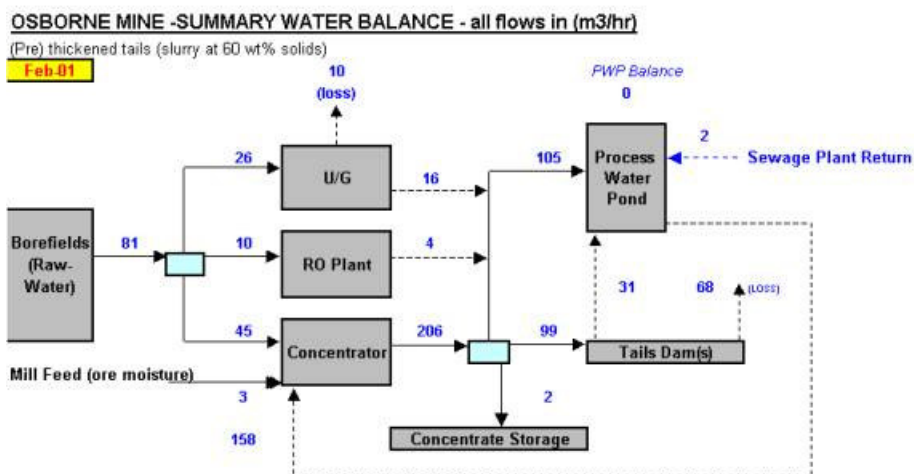 OSBORNE MINE -SUMMARY WATER BALANCE - all flows in (m3/hr)
(Pre) thickened tails (slurry at 60 wt% solids)
Feb-01
10
(loss)
PWP Balance
0
26
U/G
16
105
Process
Water
Pond
2
Sewage Plant Return
Borefields
(Raw-
Water)
81
10
RO Plant
4
31
68
(LOSS)
45
Concentrator
206
99
Tails Dam(s)
Mill Feed (ore moisture)
3
2
158
Concentrate Storage